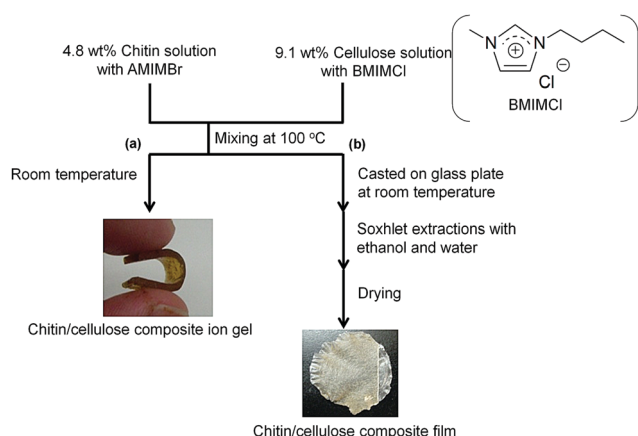 4.8 wt% Chitin solution
with AMIMBr
9.1 wt% Cellulose solution
with BMIMCl
N
N
+
Cl
−
BMIMCl
(a)
Mixing at 100 °C
(b)
Room temperature
Casted on glass plate
at room temperature
Soxhlet extractions with
ethanol and water
Drying
Chitin/cellulose composite ion gel
Chitin/cellulose composite film